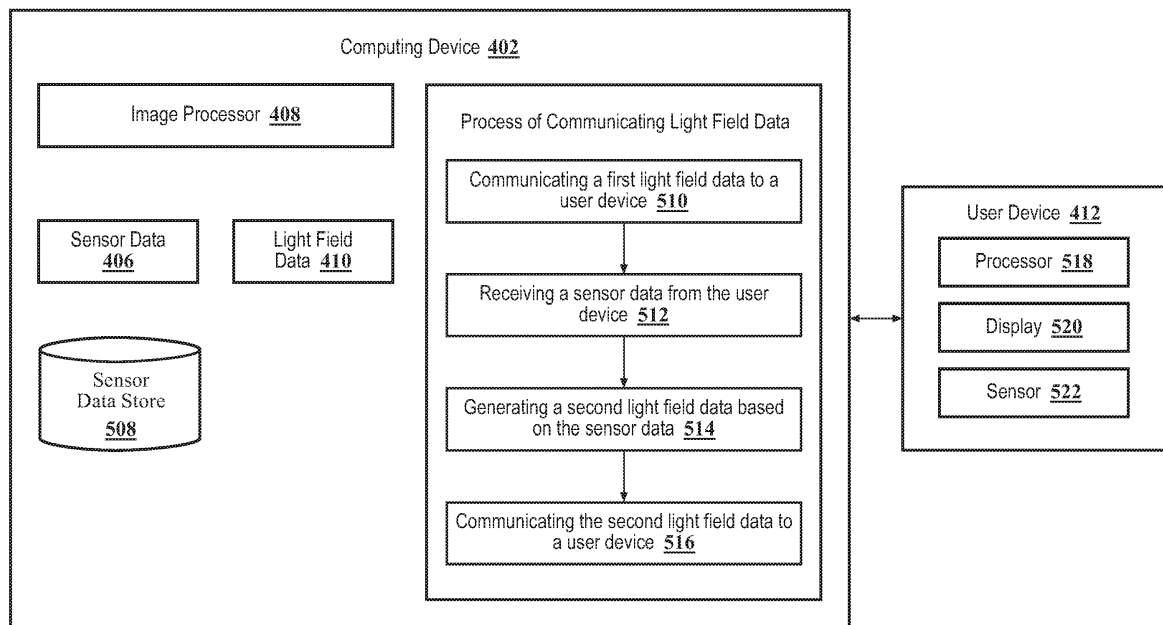 Computing Device 402
Image Processor 408
Sensor Data
406
Light Field
Data 410
Sensor
Data Store
508
Process of Communicating Light Field Data
Communicating a first light field data to a
user device 510
Receiving a sensor data from the user
device 512
Generating a second light field data based
on the sensor data 514
Communicating the second light field data to
a user device 516
User Device 412
Processor 518
Display 520
Sensor 522